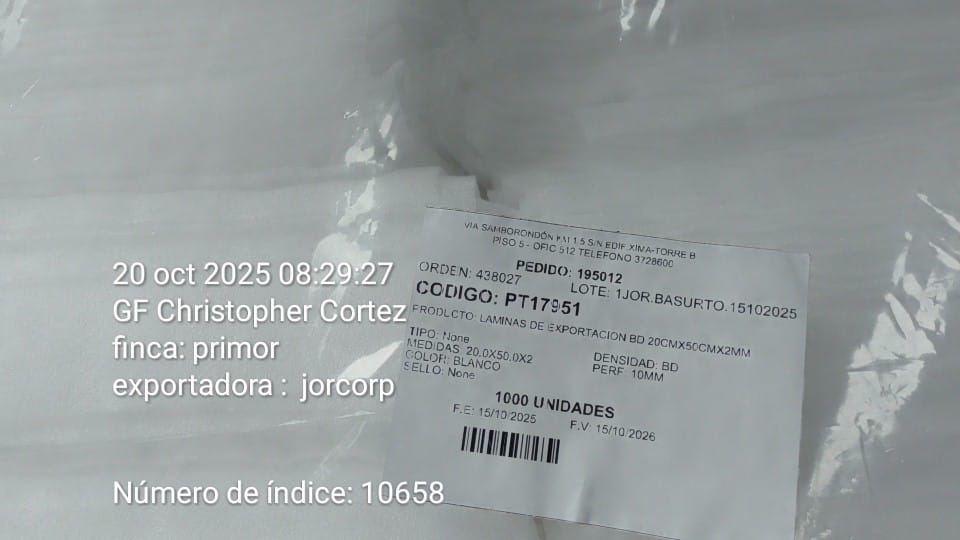 VIA SAMBORONDÓN KM 1.5 S/N EDIF. XIMA-TORRE B
PISO 5 - OFIC 512 TELEFONO 3728600
PEDIDO: 195012
ORDEN: 438027
LOTE: 1JOR.BASURTO.15102025
CODIGO: PT17951
PRODUCTO: LAMINAS DE EXPORTACION BD 20CMX50CMX2MM
TIPO: None
DENSIDAD: BD
MEDIDAS: 20.0X50.0X2
PERF: 10MM
COLOR: BLANCO
SELLO: None
1000 UNIDADES
F.E: 15/10/2025
F.V: 15/10/2026
20 oct 2025 08:29:27
GF Christopher Cortez
finca: primor
exportadora : jorcorp
Número de índice: 10658